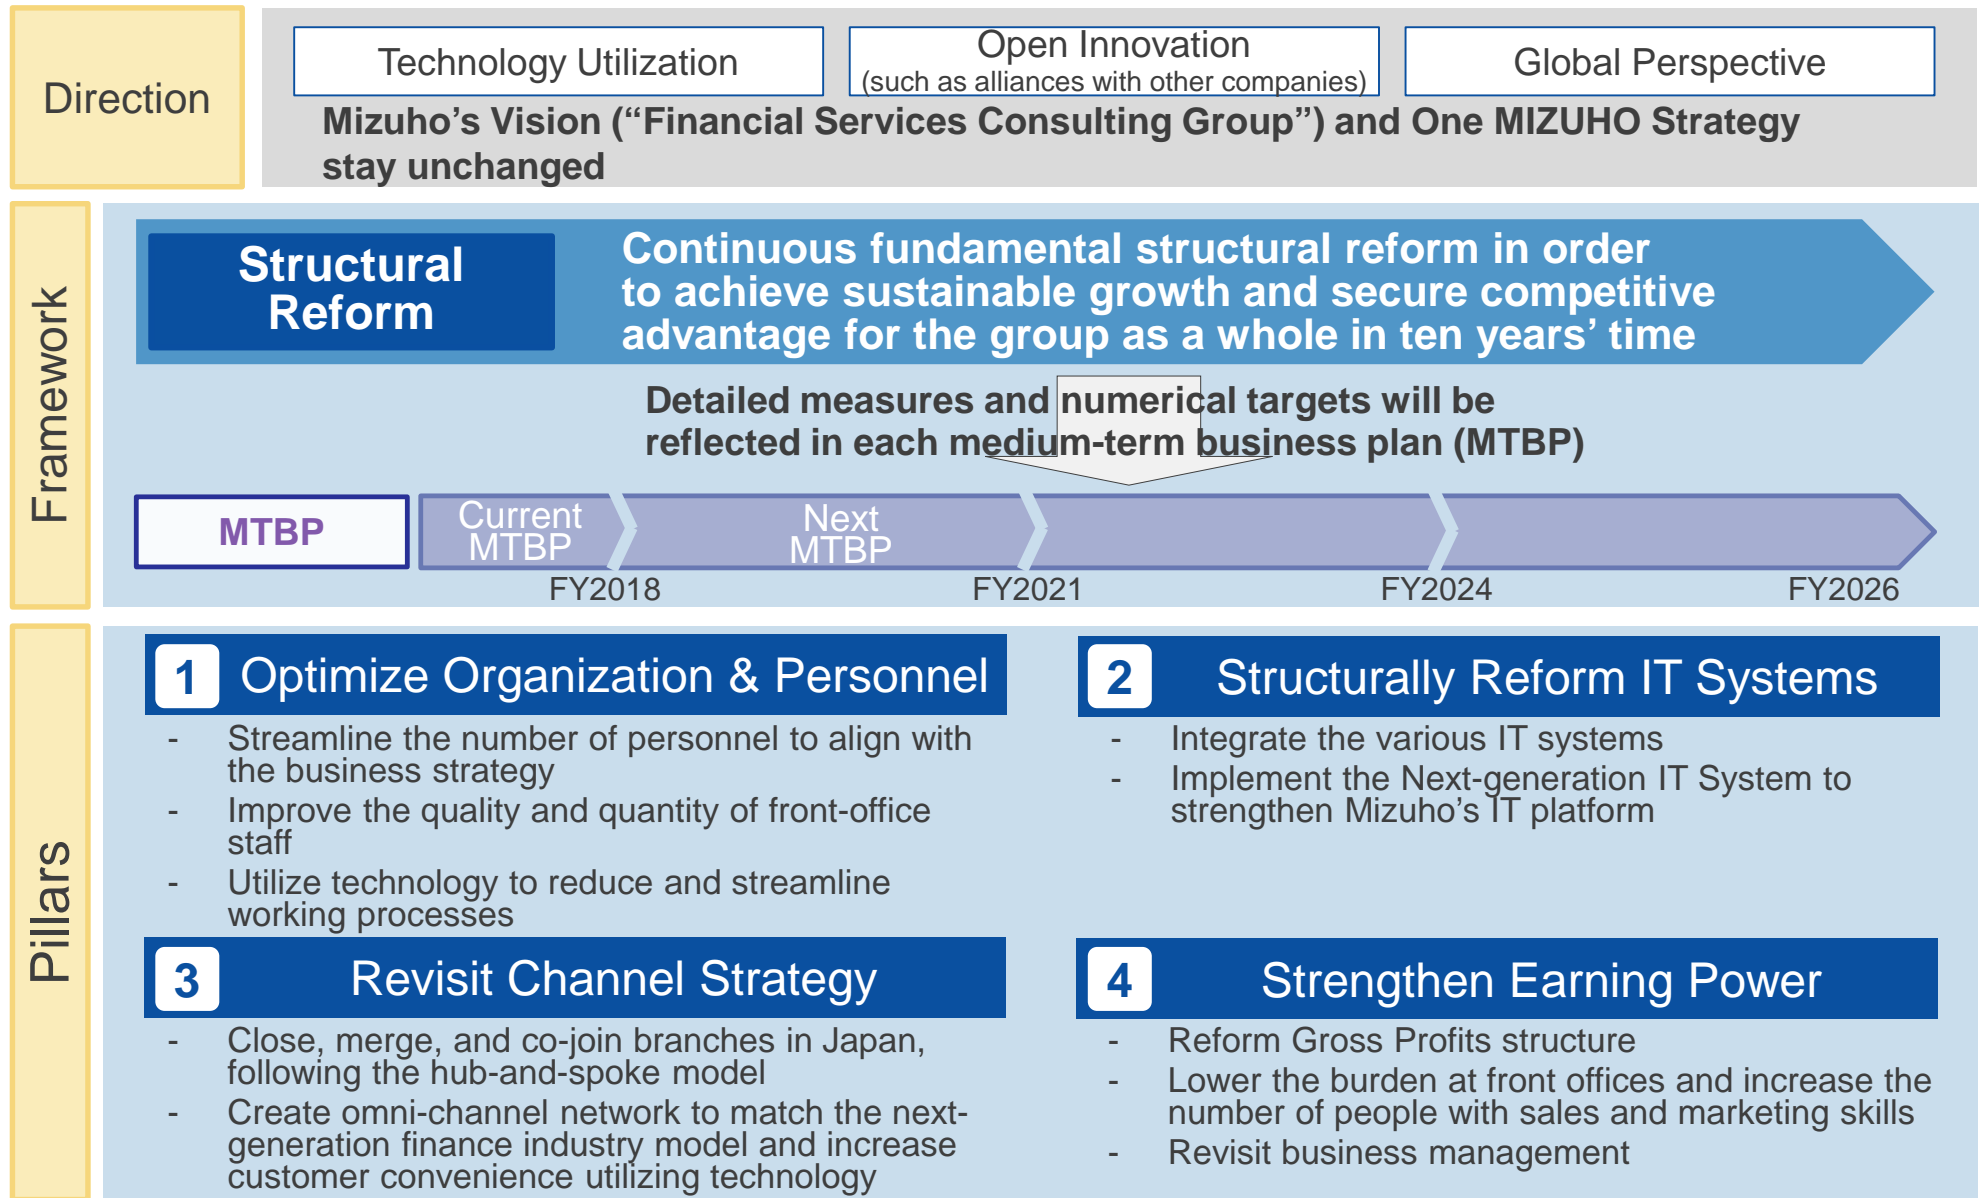 Direction
Technology Utilization
Open Innovation
(such as alliances with other companies)
Global Perspective
Mizuho’s Vision (“Financial Services Consulting Group”) and One MIZUHO Strategy
stay unchanged
Framework
Structural
Reform
Continuous fundamental structural reform in order
to achieve sustainable growth and secure competitive
advantage for the group as a whole in ten years’ time
Detailed measures and numerical targets will be
reflected in each medium-term business plan (MTBP)
MTBP
Current
MTBP
Next
MTBP
FY2018
FY2021
FY2024
FY2026
Pillars
1 Optimize Organization & Personnel
- Streamline the number of personnel to align with
the business strategy
- Improve the quality and quantity of front-office
staff
- Utilize technology to reduce and streamline
working processes
2 Structurally Reform IT Systems
- Integrate the various IT systems
- Implement the Next-generation IT System to
strengthen Mizuho’s IT platform
3 Revisit Channel Strategy
- Close, merge, and co-join branches in Japan,
following the hub-and-spoke model
- Create omni-channel network to match the next-
generation finance industry model and increase
customer convenience utilizing technology
4 Strengthen Earning Power
- Reform Gross Profits structure
- Lower the burden at front offices and increase the
number of people with sales and marketing skills
- Revisit business management